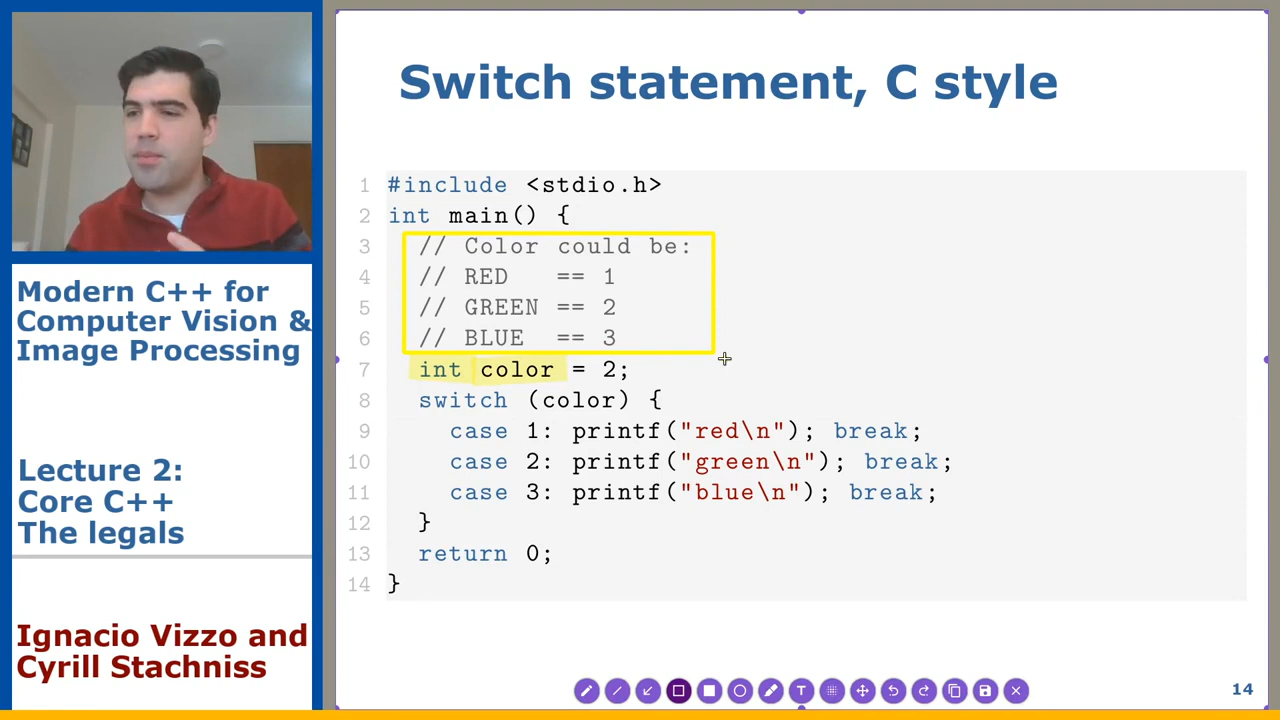 Modern C++ for
Computer Vision &
Image Processing
Lecture 2:
Core C++
The legals
Ignacio Vizzo and
Cyrill Stachniss
Switch statement, C style
1 #include <stdio.h>
2 int main() {
3   // Color could be:
4   // RED   == 1
5   // GREEN == 2
6   // BLUE  == 3
7   int color = 2;
8   switch (color) {
9     case 1: printf("red\n"); break;
10     case 2: printf("green\n"); break;
11     case 3: printf("blue\n"); break;
12   }
13   return 0;
14 }
T
14